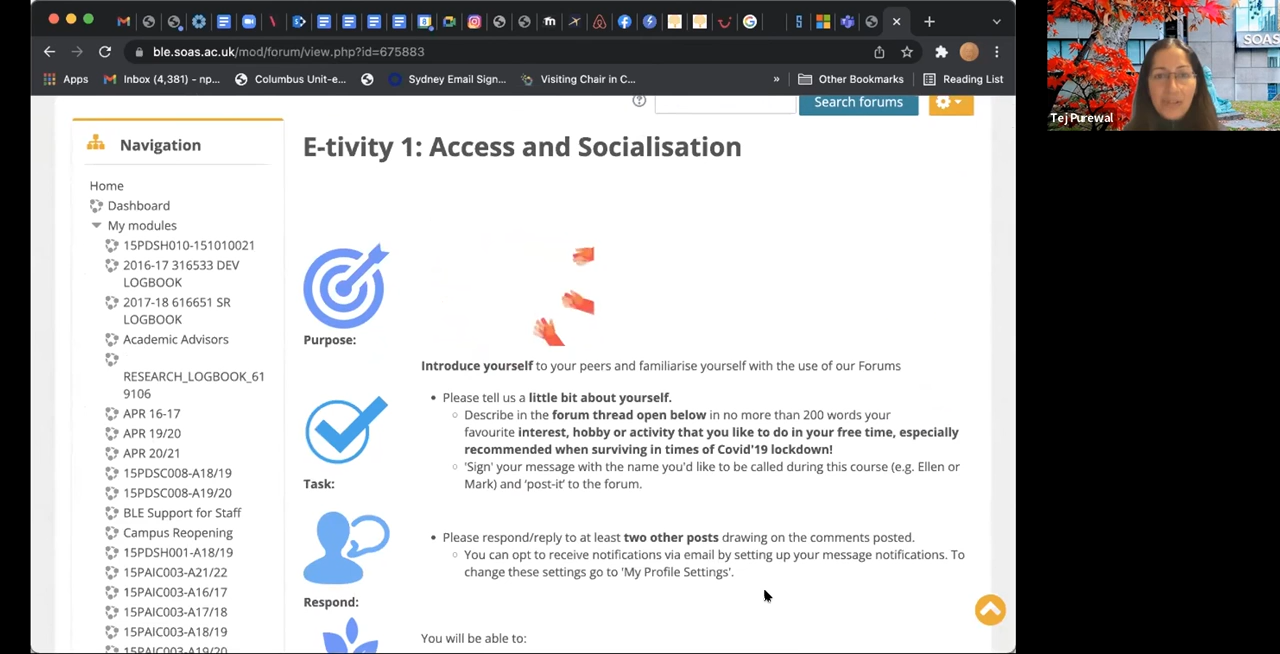 ble.soas.ac.uk/mod/forum/view.php?id=675883
Apps
Inbox (4,381) - np...
Columbus Unit-e...
Sydney Email Sign...
Visiting Chair in C...
»
Other Bookmarks
Reading List
SOAS
Tej Purewal
Search forums
Navigation
Home
Dashboard
My modules
15PDSH010-151010021
2016-17 316533 DEV
LOGBOOK
2017-18 616651 SR
LOGBOOK
Academic Advisors
RESEARCH_LOGBOOK_61
9106
APR 16-17
APR 19/20
APR 20/21
15PDSC008-A18/19
15PDSC008-A19/20
BLE Support for Staff
Campus Reopening
15PDSH001-A18/19
15PAIC003-A21/22
15PAIC003-A16/17
15PAIC003-A17/18
15PAIC003-A18/19
15PAIC003-A19/20
E-tivity 1: Access and Socialisation
Purpose:
Introduce yourself to your peers and familiarise yourself with the use of our Forums
Task:
• Please tell us a little bit about yourself.
Describe in the forum thread open below in no more than 200 words your
favourite interest, hobby or activity that you like to do in your free time, especially
recommended when surviving in times of Covid'19 lockdown!
'Sign' your message with the name you'd like to be called during this course (e.g. Ellen or
Mark) and ‘post-it’ to the forum.
Respond:
• Please respond/reply to at least two other posts drawing on the comments posted.
You can opt to receive notifications via email by setting up your message notifications. To
change these settings go to 'My Profile Settings'.
You will be able to: